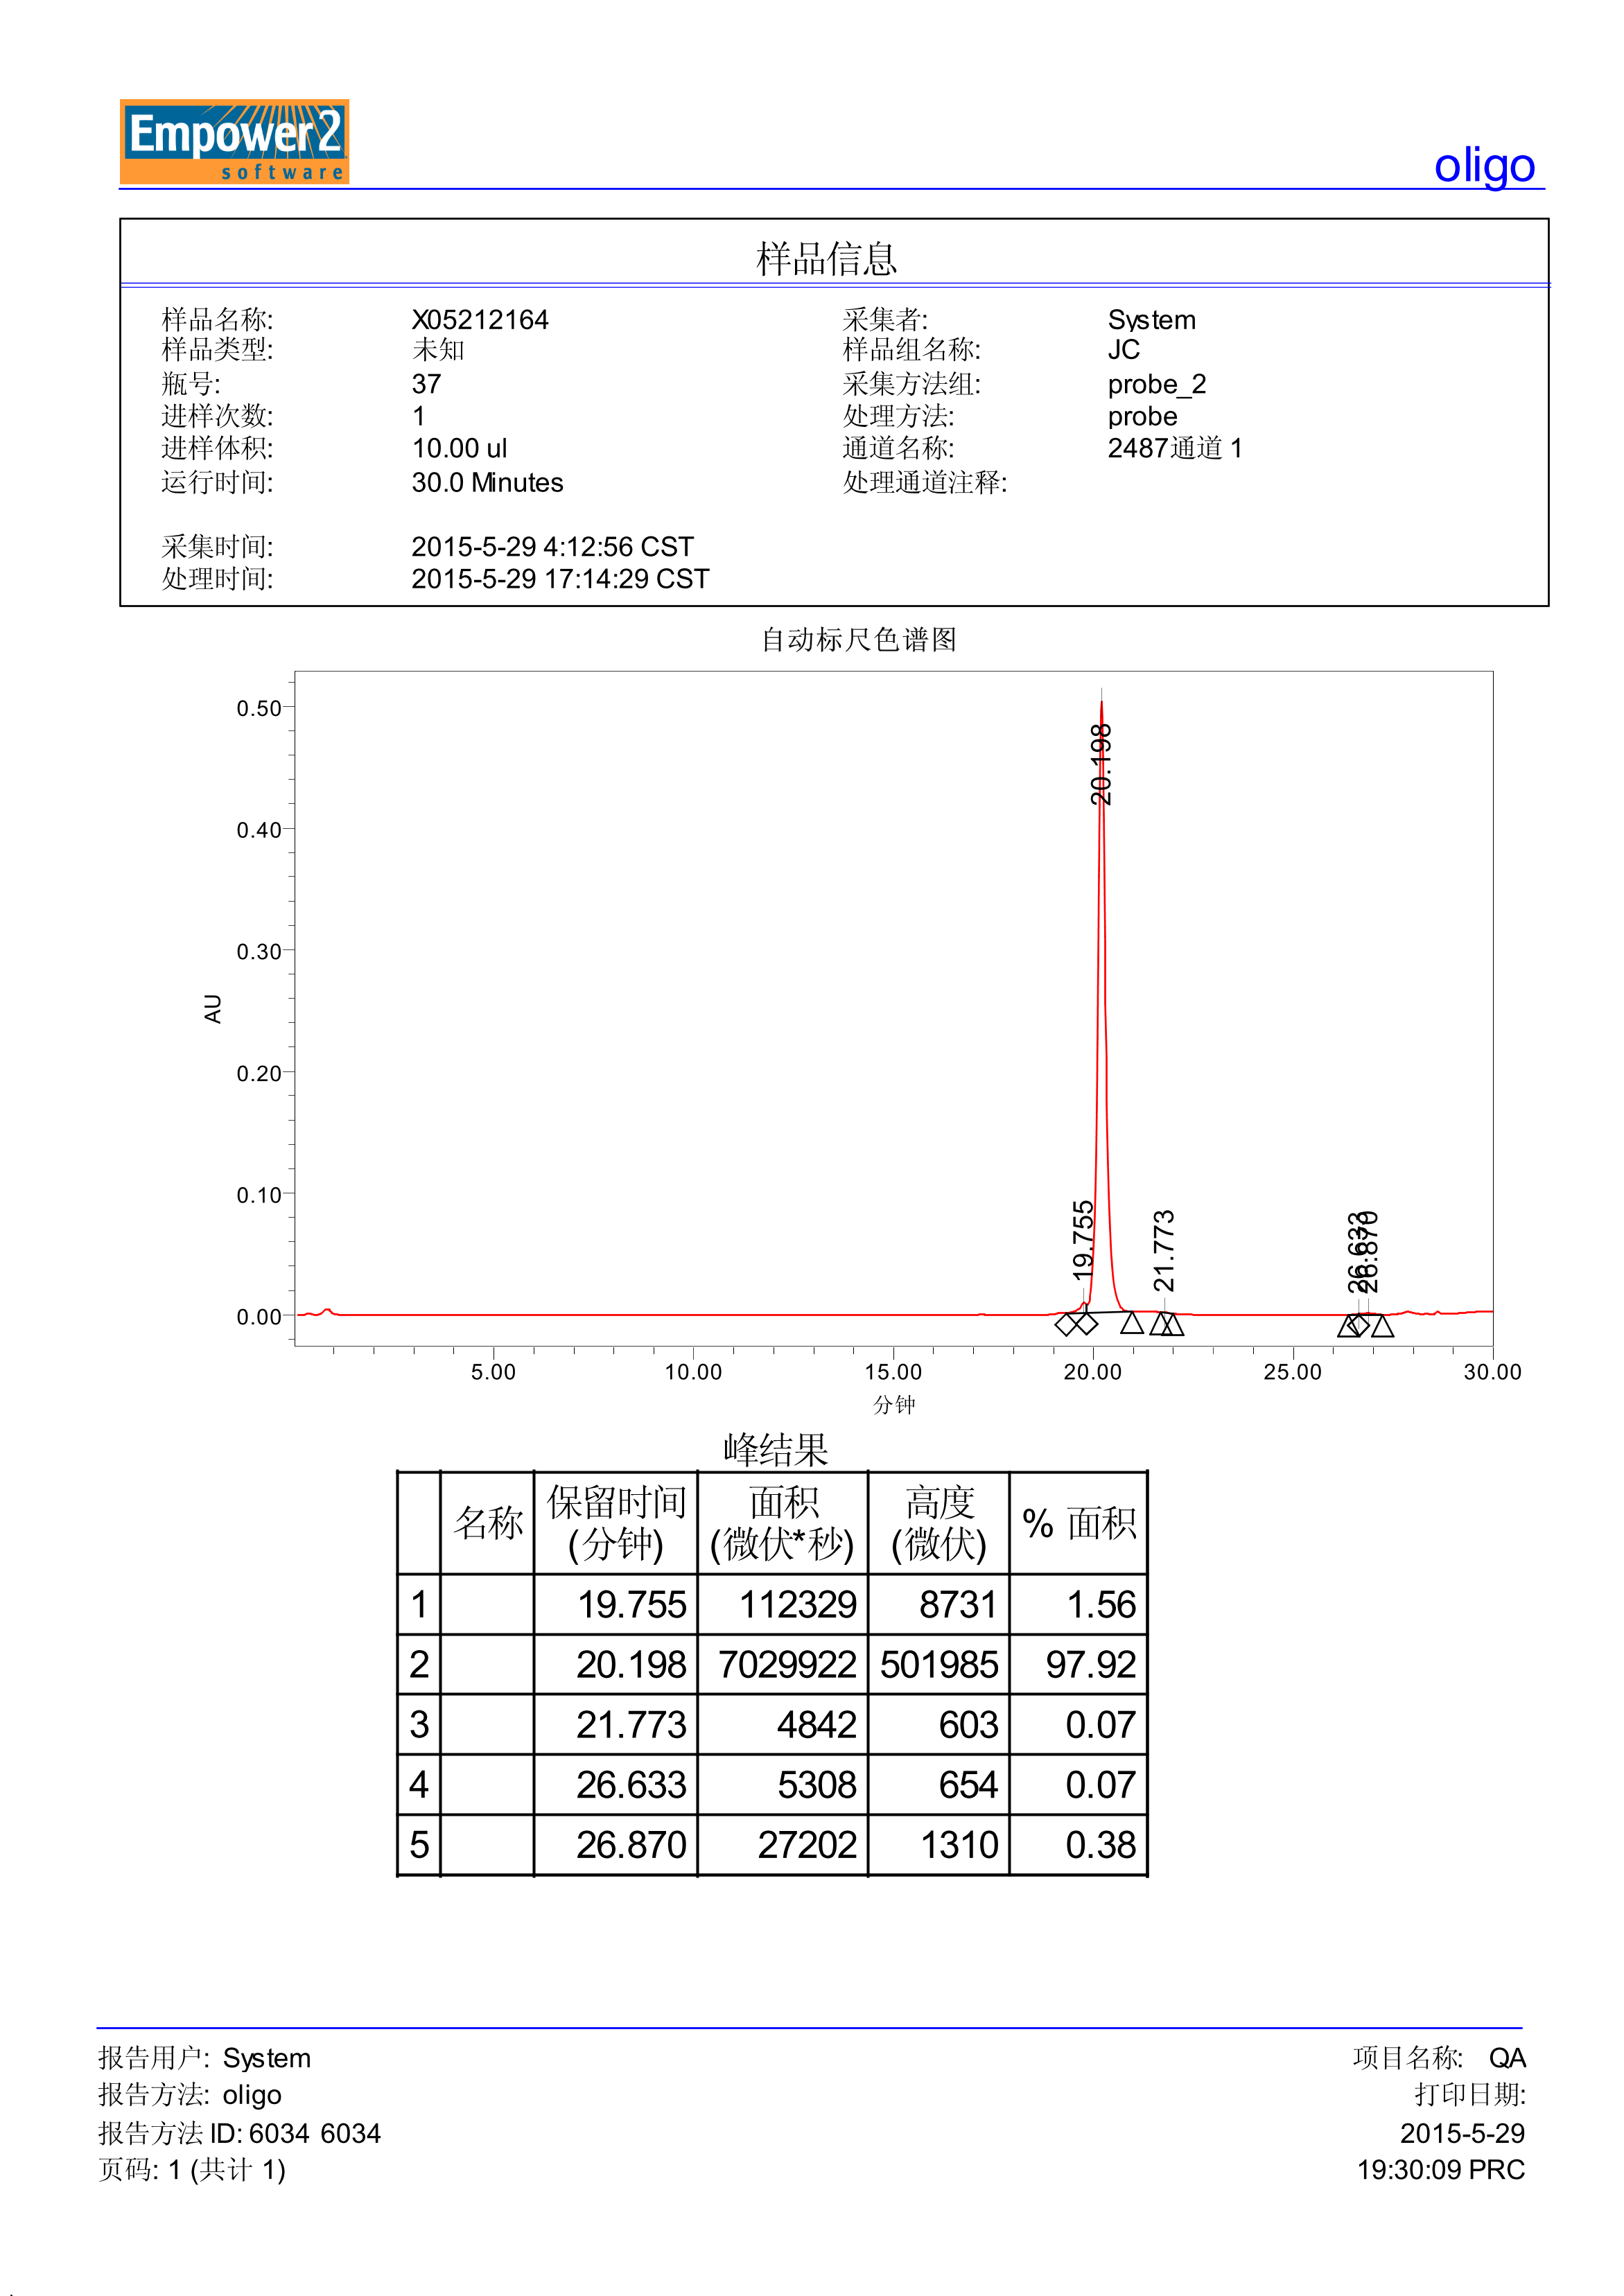 Empower2
software
oligo
样品信息
样品名称: X05212164 采集者: System
样品类型: 未知 样品组名称: JC
瓶号: 37 采集方法组: probe_2
进样次数: 1 处理方法: probe
进样体积: 10.00 ul 通道名称: 2487通道 1
运行时间: 30.0 Minutes 处理通道注释:
采集时间: 2015-5-29 4:12:56 CST
处理时间: 2015-5-29 17:14:29 CST
自动标尺色谱图
0.50
0.40
0.30
0.20
0.10
0.00
AU
19.755
20.198
21.773
26.633
26.870
5.00 10.00 15.00 20.00 25.00 30.00
分钟
峰结果
名称 保留时间 (分钟) 面积 (微伏*秒) 高度 (微伏) % 面积
1 19.755 112329 8731 1.56
2 20.198 7029922 501985 97.92
3 21.773 4842 603 0.07
4 26.633 5308 654 0.07
5 26.870 27202 1310 0.38
报告用户: System 项目名称: QA
报告方法: oligo 打印日期:
报告方法 ID: 6034 6034 2015-5-29
页码: 1 (共计 1) 19:30:09 PRC